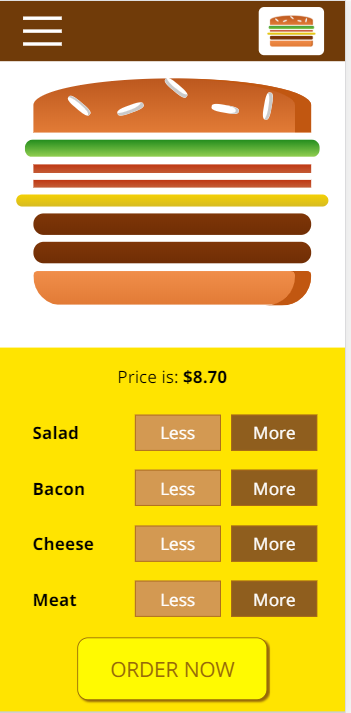 Price is: $8.70
Salad Less More
Bacon Less More
Cheese Less More
Meat Less More
ORDER NOW